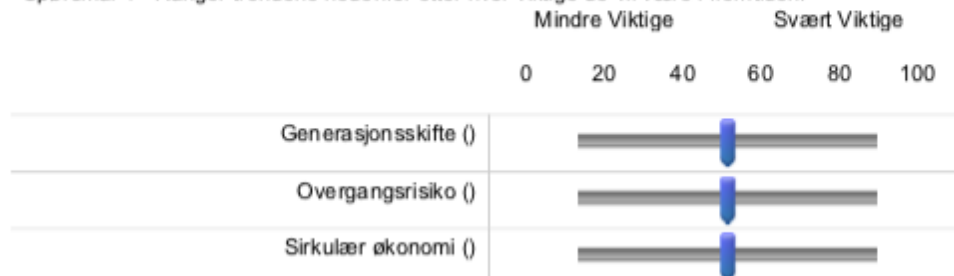 Mindre Viktige Svært Viktige
0 20 40 60 80 100
Generasjonsskifte ()
Overgangsrisiko ()
Sirkulær økonomi ()